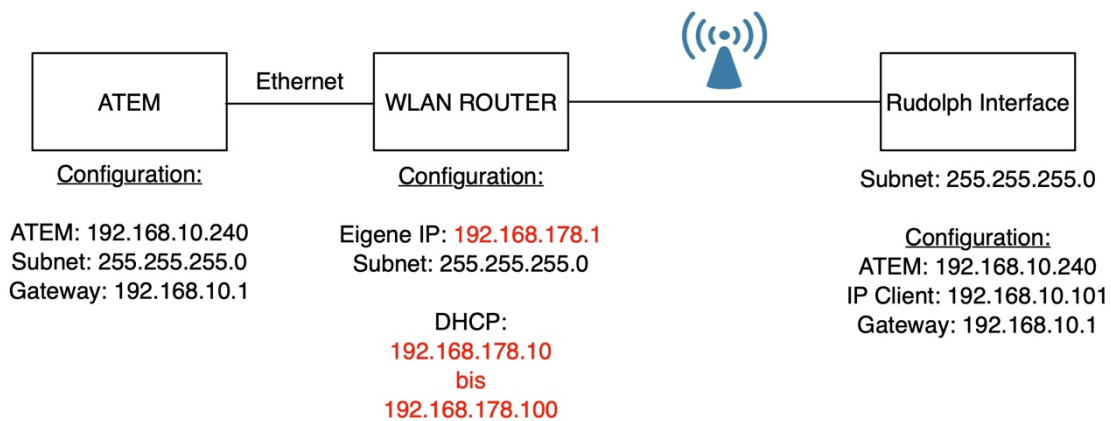 ATEM
Ethernet
WLAN ROUTER
Rudolph Interface
Configuration:
ATEM: 192.168.10.240
Subnet: 255.255.255.0
Gateway: 192.168.10.1
Configuration:
Eigene IP: 192.168.178.1
Subnet: 255.255.255.0
DHCP:
192.168.178.10
bis
192.168.178.100
Subnet: 255.255.255.0
Configuration:
ATEM: 192.168.10.240
IP Client: 192.168.10.101
Gateway: 192.168.10.1